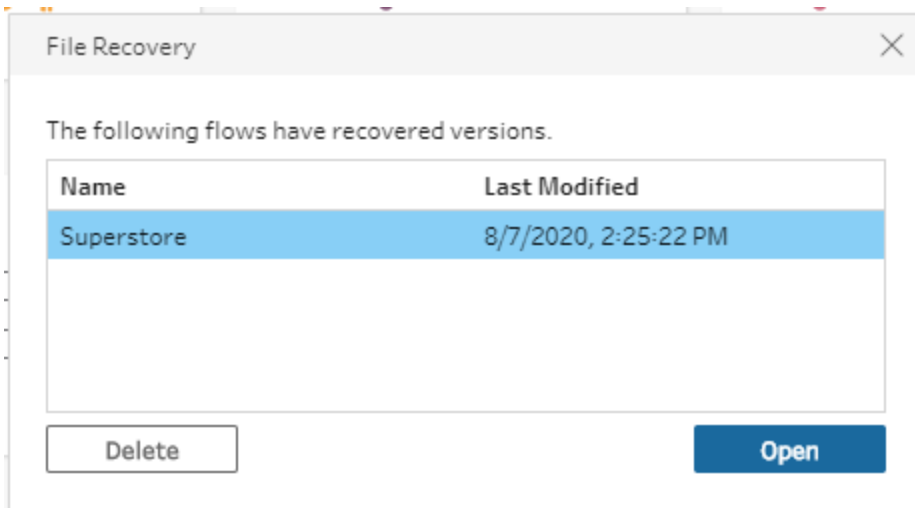 File Recovery
The following flows have recovered versions.
Name Last Modified
Superstore 8/7/2020, 2:25:22 PM
Delete Open